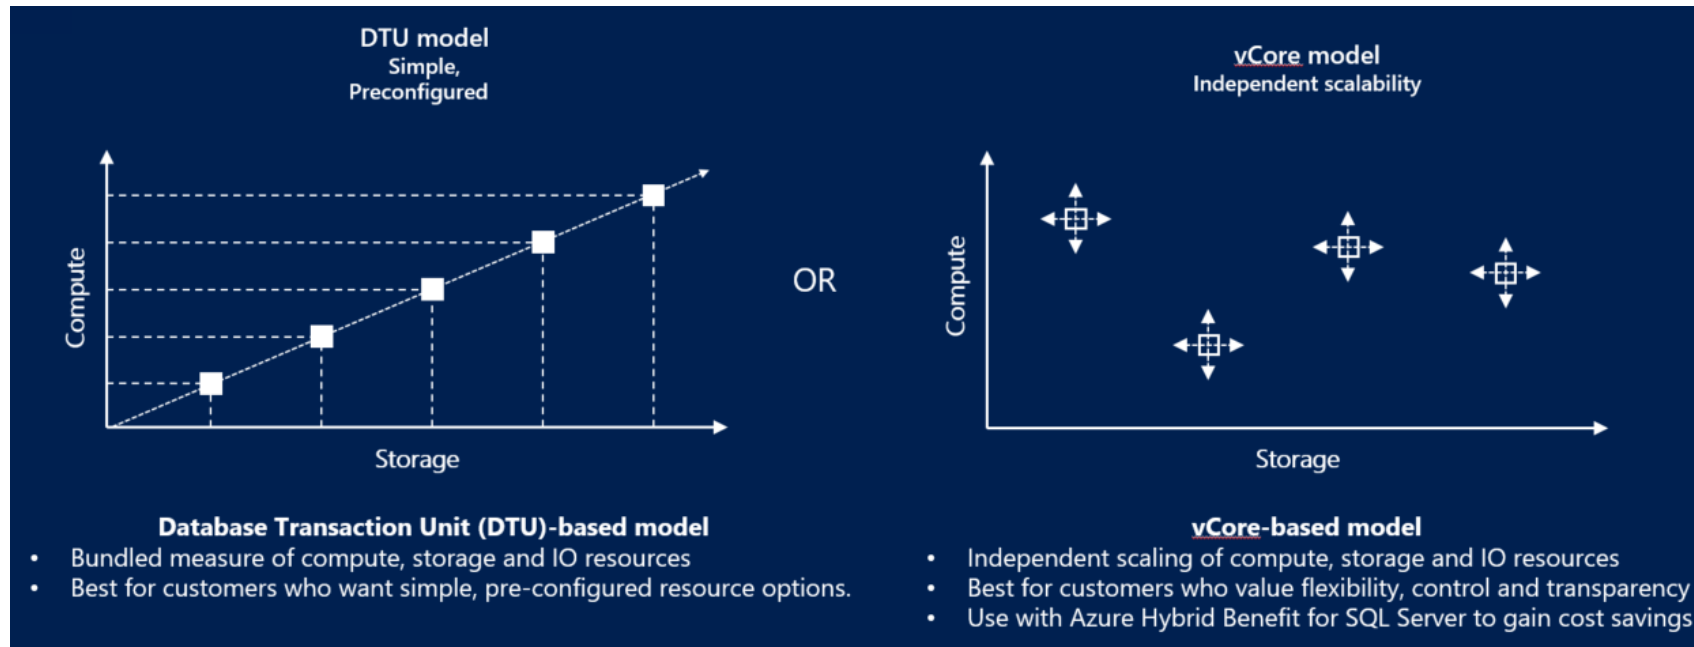 DTU model
Simple,
Preconfigured
Compute
Storage
Database Transaction Unit (DTU)-based model
• Bundled measure of compute, storage and IO resources
• Best for customers who want simple, pre-configured resource options.
OR
vCore model
Independent scalability
Compute
Storage
vCore-based model
• Independent scaling of compute, storage and IO resources
• Best for customers who value flexibility, control and transparency
• Use with Azure Hybrid Benefit for SQL Server to gain cost savings